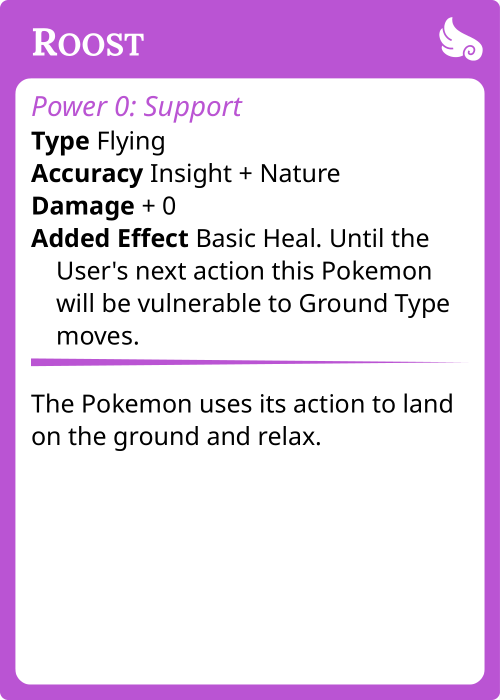 Roost
Power 0: Support
Type Flying
Accuracy Insight + Nature
Damage + 0
Added Effect Basic Heal. Until the
User's next action this Pokemon
will be vulnerable to Ground Type
moves.
The Pokemon uses its action to land
on the ground and relax.